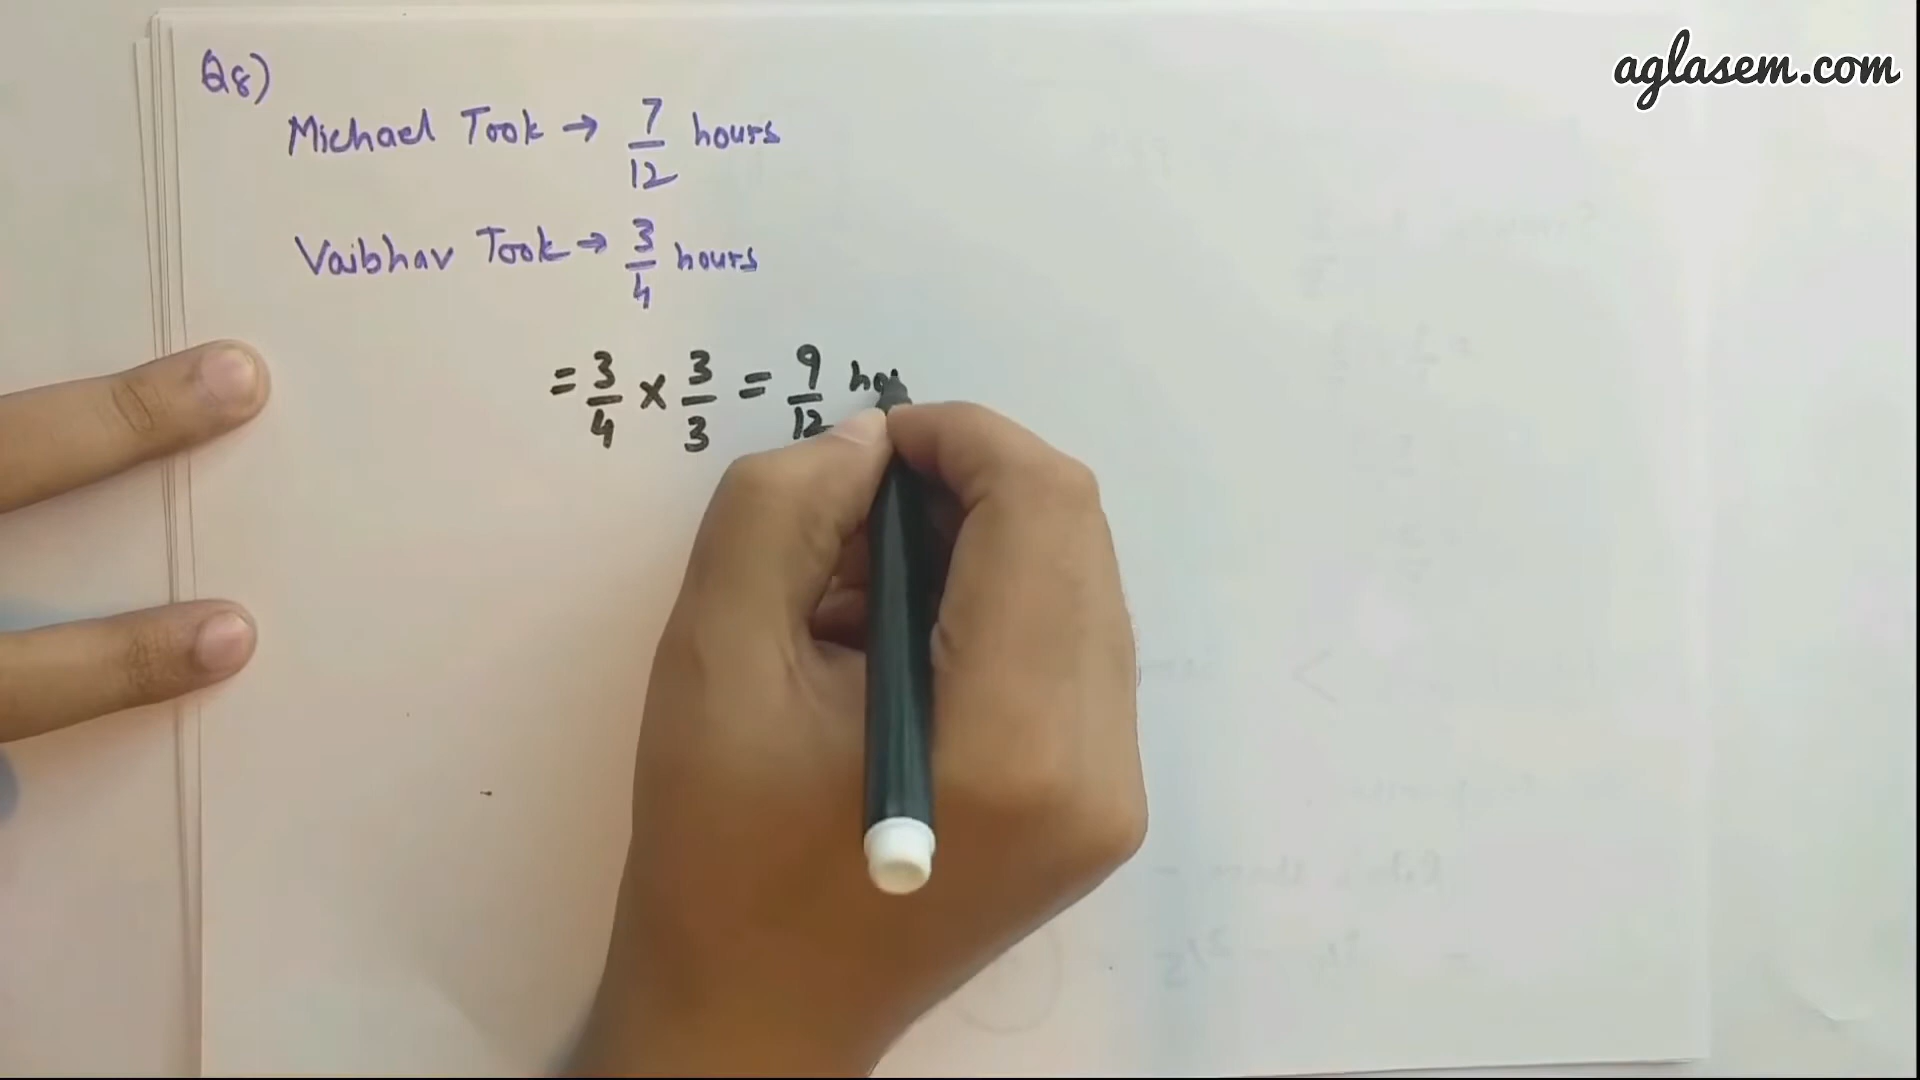 aglasem.com
Q8)
Michael Took → 7/12 hours
Vaibhav Took → 3/4 hours
= 3/4 × 3/3 = 9/12